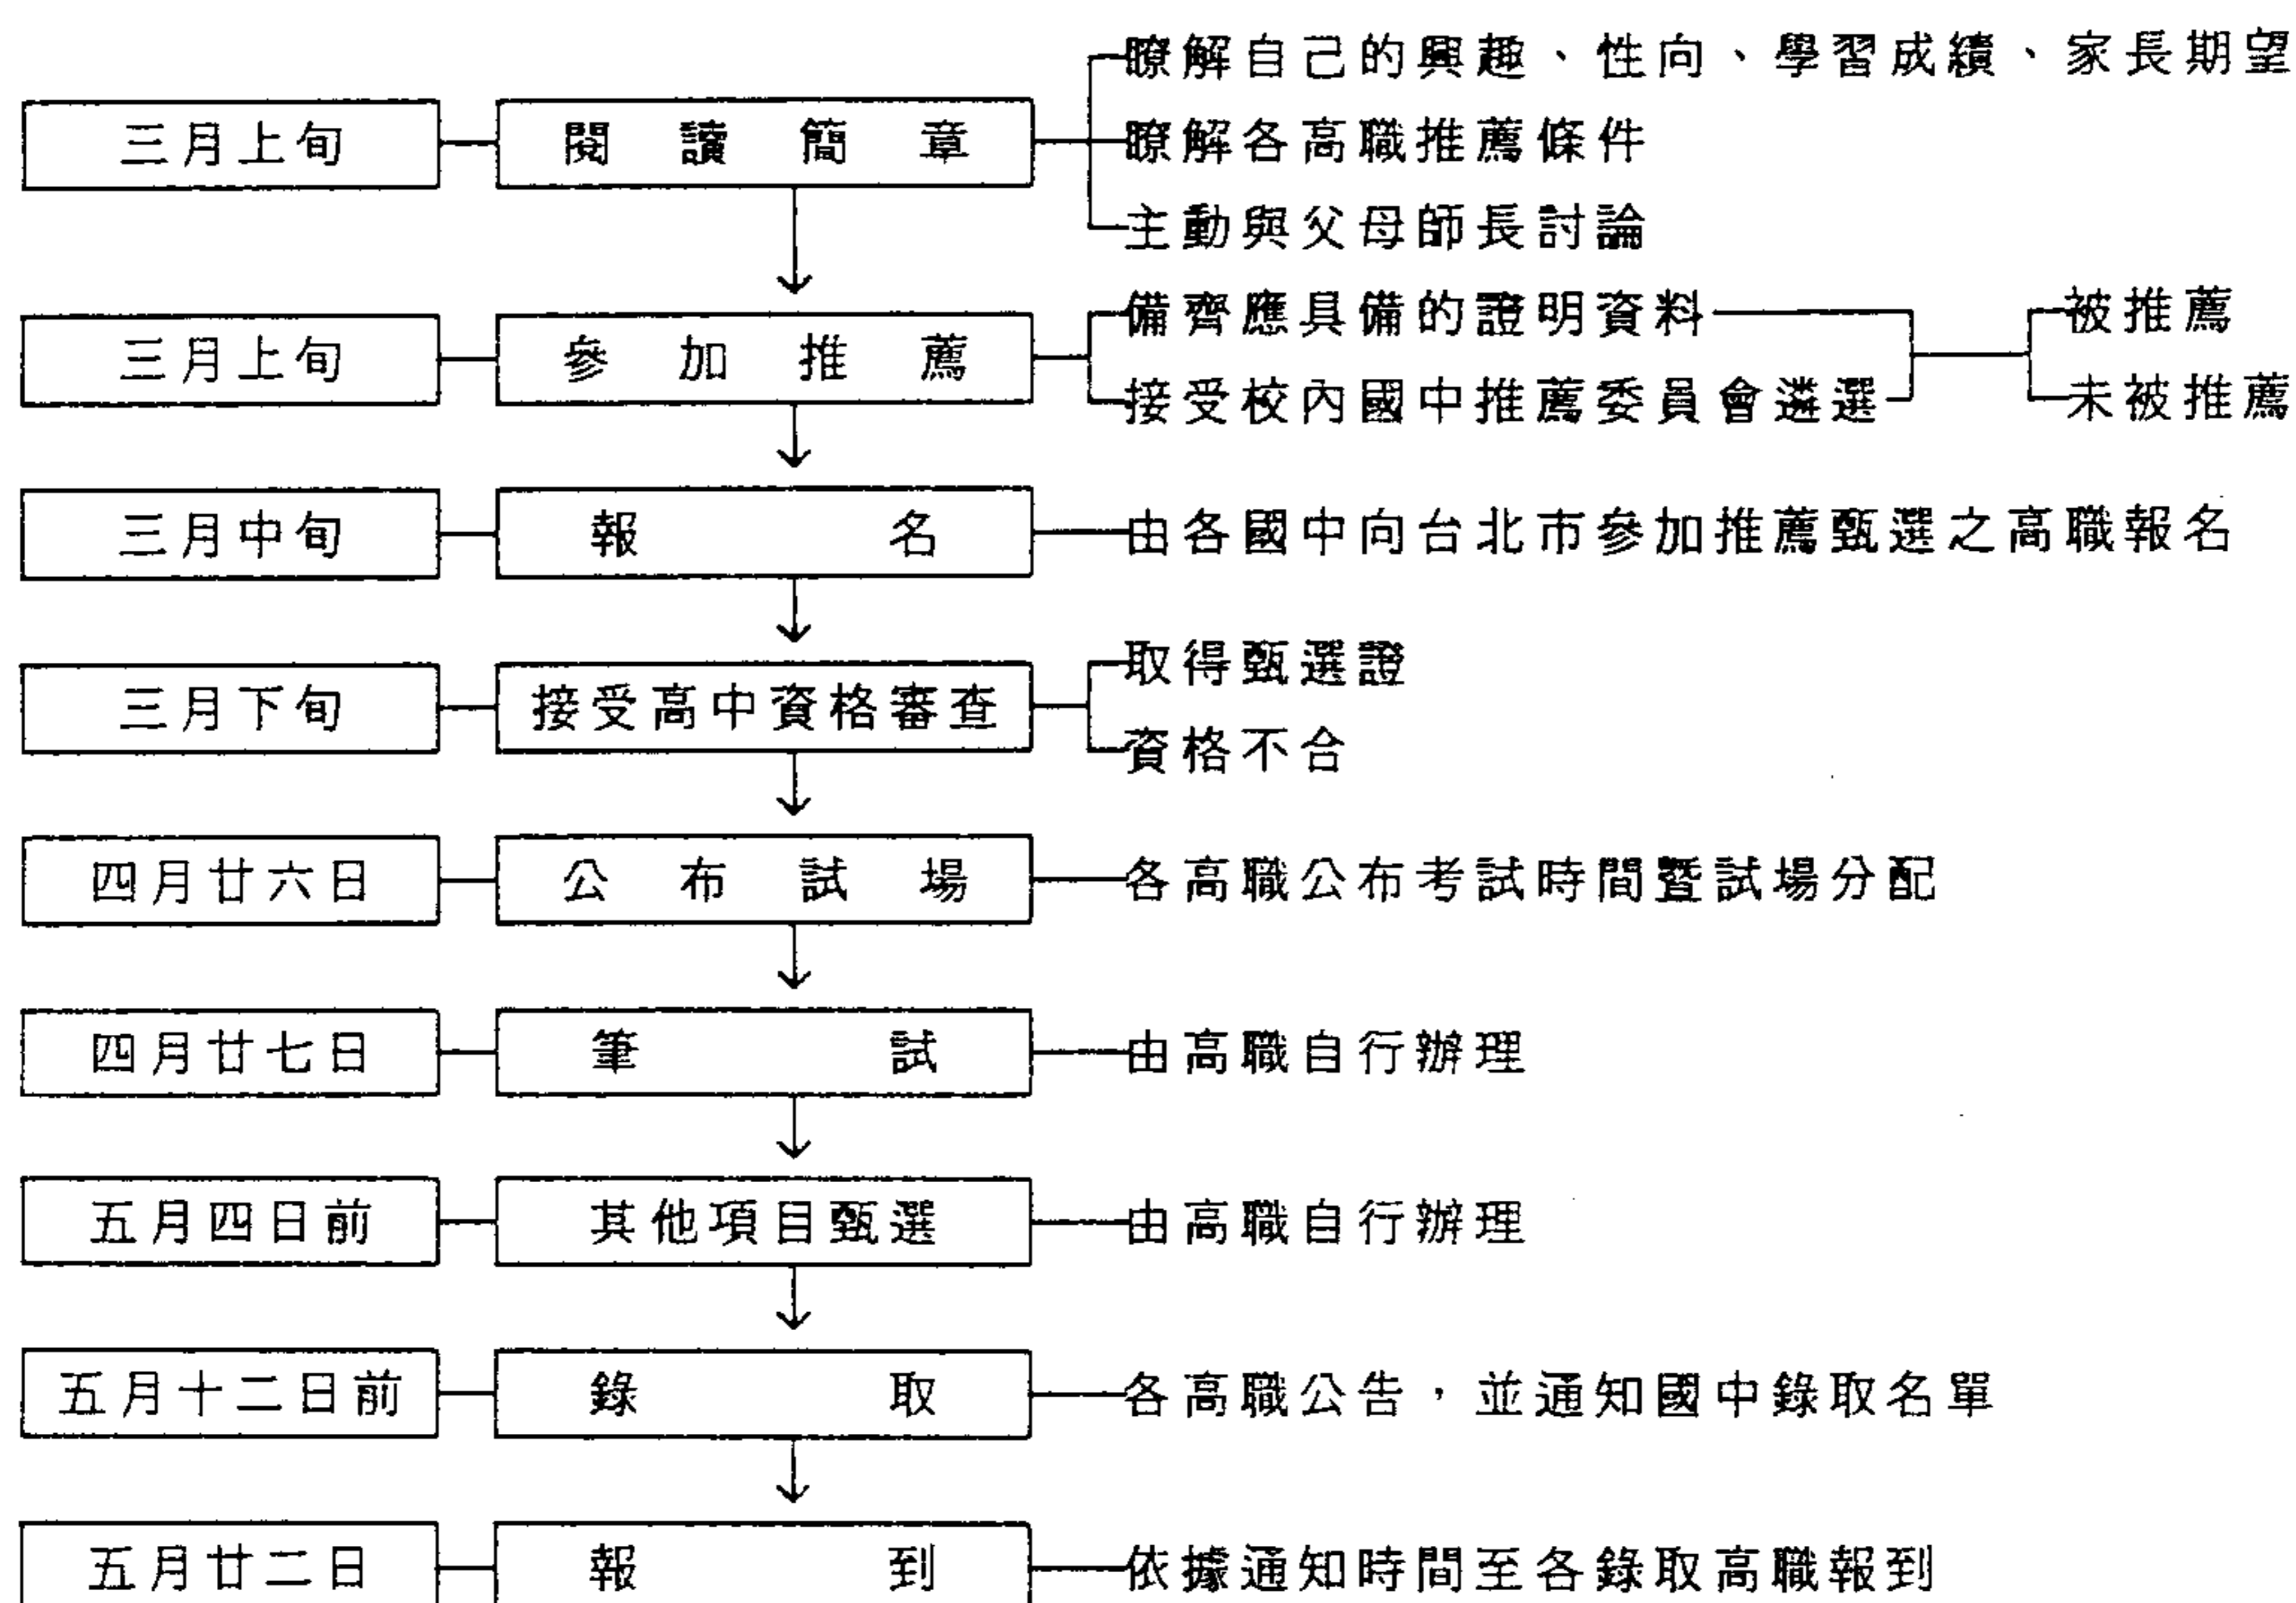 瞭解自己的興趣、性向、學習成績、家長期望
三月上旬 閱讀簡章 瞭解各高職推薦條件
主動與父母師長討論
備齊應具備的證明資料 被推薦
三月上旬 參加推薦
接受校內國中推薦委員會遴選 未被推薦
三月中旬 報名 由各國中向台北市參加推薦甄選之高職報名
取得甄選證
三月下旬 接受高中資格審查
資格不合
四月廿六日 公布試場 各高職公布考試時間暨試場分配
四月廿七日 筆試 由高職自行辦理
五月四日前 其他項目甄選 由高職自行辦理
五月十二日前 錄取 各高職公告，並通知國中錄取名單
五月廿二日 報到 依據通知時間至各錄取高職報到